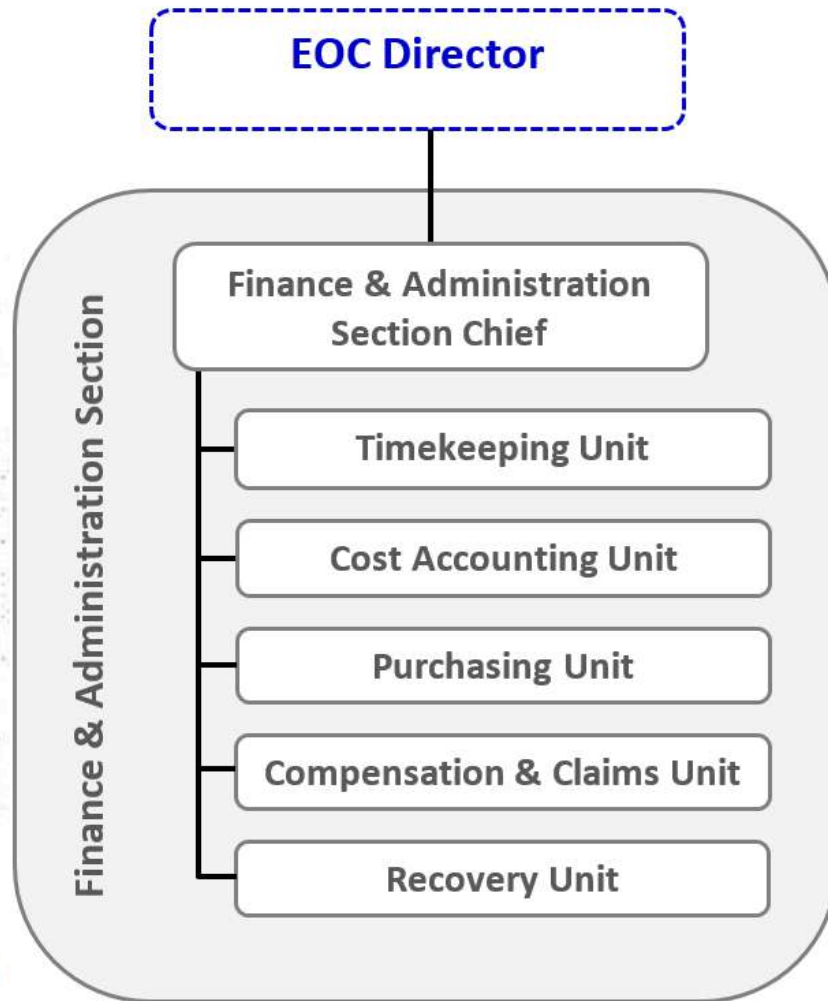 EOC Director
Finance & Administration Section
Finance & Administration
Section Chief
Timekeeping Unit
Cost Accounting Unit
Purchasing Unit
Compensation & Claims Unit
Recovery Unit